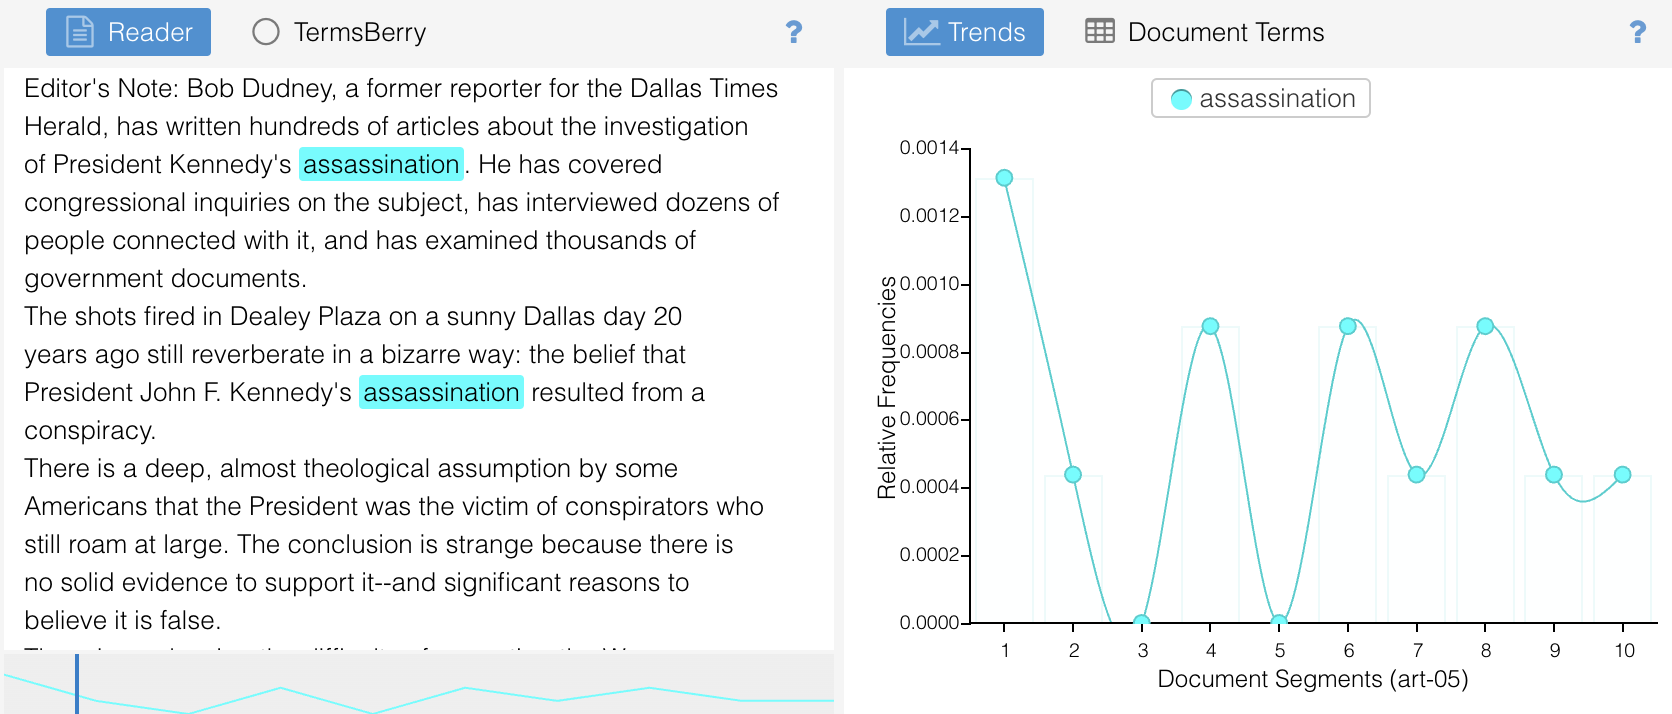 Reader
TermsBerry
?
Editor's Note: Bob Dudney, a former reporter for the Dallas Times
Herald, has written hundreds of articles about the investigation
of President Kennedy's assassination. He has covered
congressional inquiries on the subject, has interviewed dozens of
people connected with it, and has examined thousands of
government documents.
The shots fired in Dealey Plaza on a sunny Dallas day 20
years ago still reverberate in a bizarre way: the belief that
President John F. Kennedy's assassination resulted from a
conspiracy.
There is a deep, almost theological assumption by some
Americans that the President was the victim of conspirators who
still roam at large. The conclusion is strange because there is
no solid evidence to support it--and significant reasons to
believe it is false.
Trends
Document Terms
?
assassination
Relative Frequencies
0.0014
0.0012
0.0010
0.0008
0.0006
0.0004
0.0002
0.0000
1 2 3 4 5 6 7 8 9 10
Document Segments (art-05)